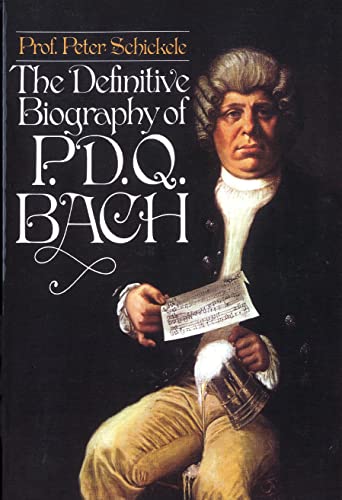 Prof. Peter Schickele
The Definitive
Biography of
P.D.Q.
BACH